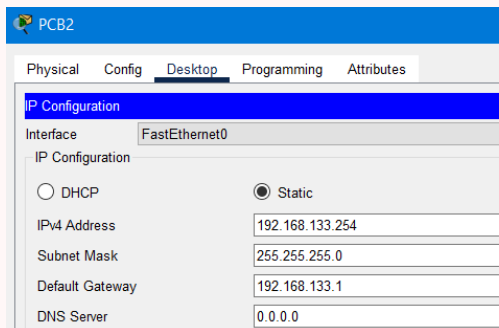 PCB2
Physical Config Desktop Programming Attributes
IP Configuration
Interface FastEthernet0
IP Configuration
DHCP Static
IPv4 Address 192.168.133.254
Subnet Mask 255.255.255.0
Default Gateway 192.168.133.1
DNS Server 0.0.0.0